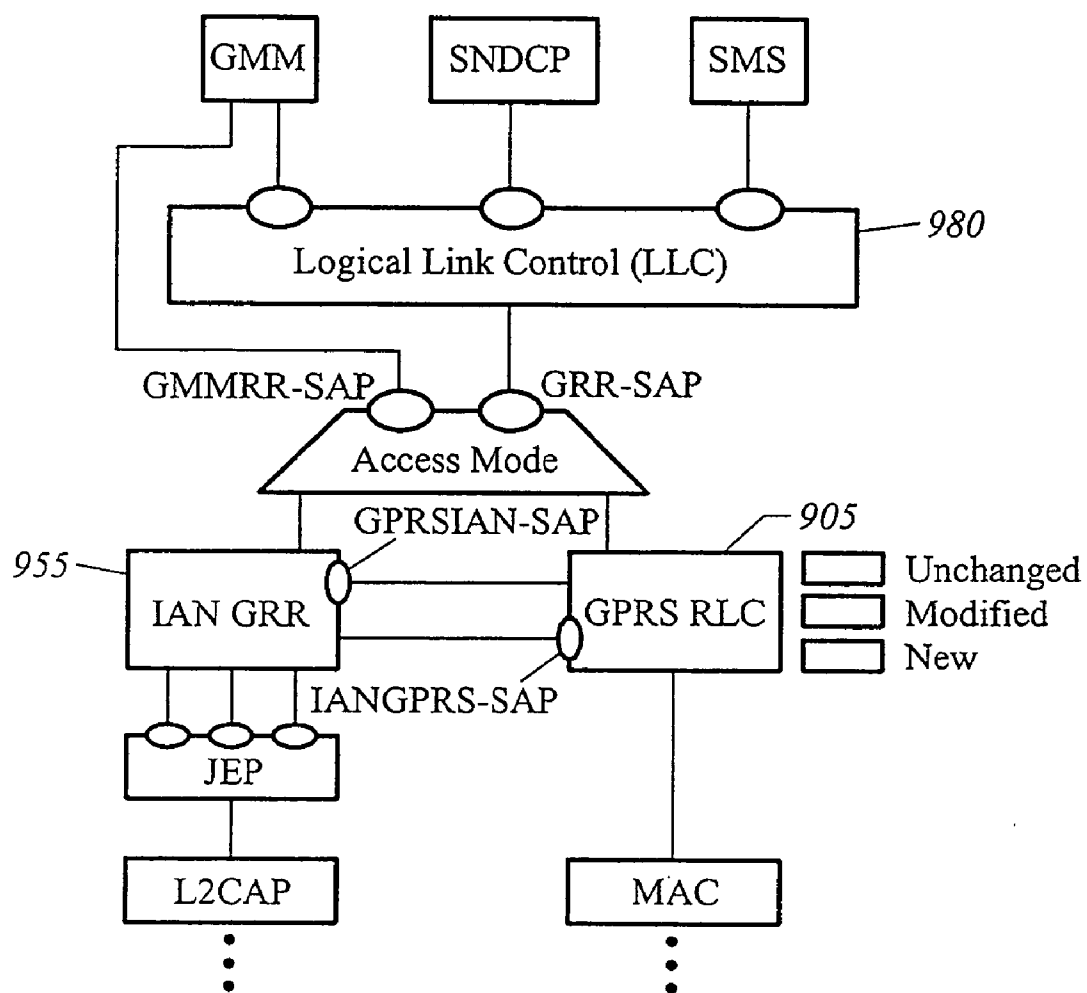 GMM
SNDCP
SMS
980
Logical Link Control (LLC)
GMMRR-SAP
GRR-SAP
Access Mode
GPRSIAN-SAP
905
955
IAN GRR
GPRS RLC
Unchanged
Modified
New
IANGPRS-SAP
JEP
L2CAP
MAC